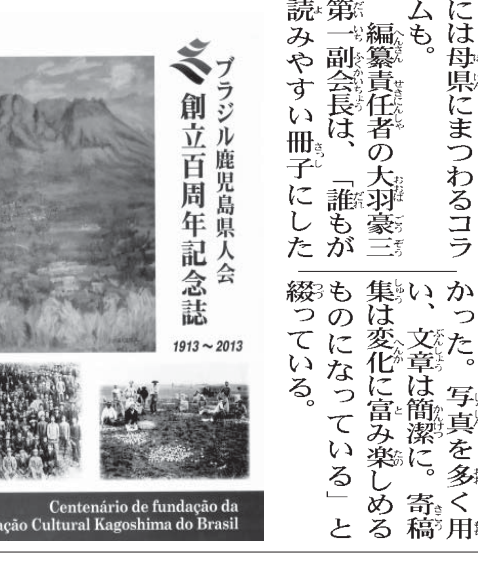 には母県にまつわるコラ
ムも。
編纂責任者の大羽豪三
第一副会長は、「誰もが
読みやすい冊子にした
かった。写真を多く用
い、文章は簡潔に。寄稿
集は変化に富み楽しめる
ものになっている」と
綴っている。
ブラジル鹿児島県人会
創立百周年記念誌
1913～2013
Centenário de fundação da
Cultural Kagoshima do Brasil